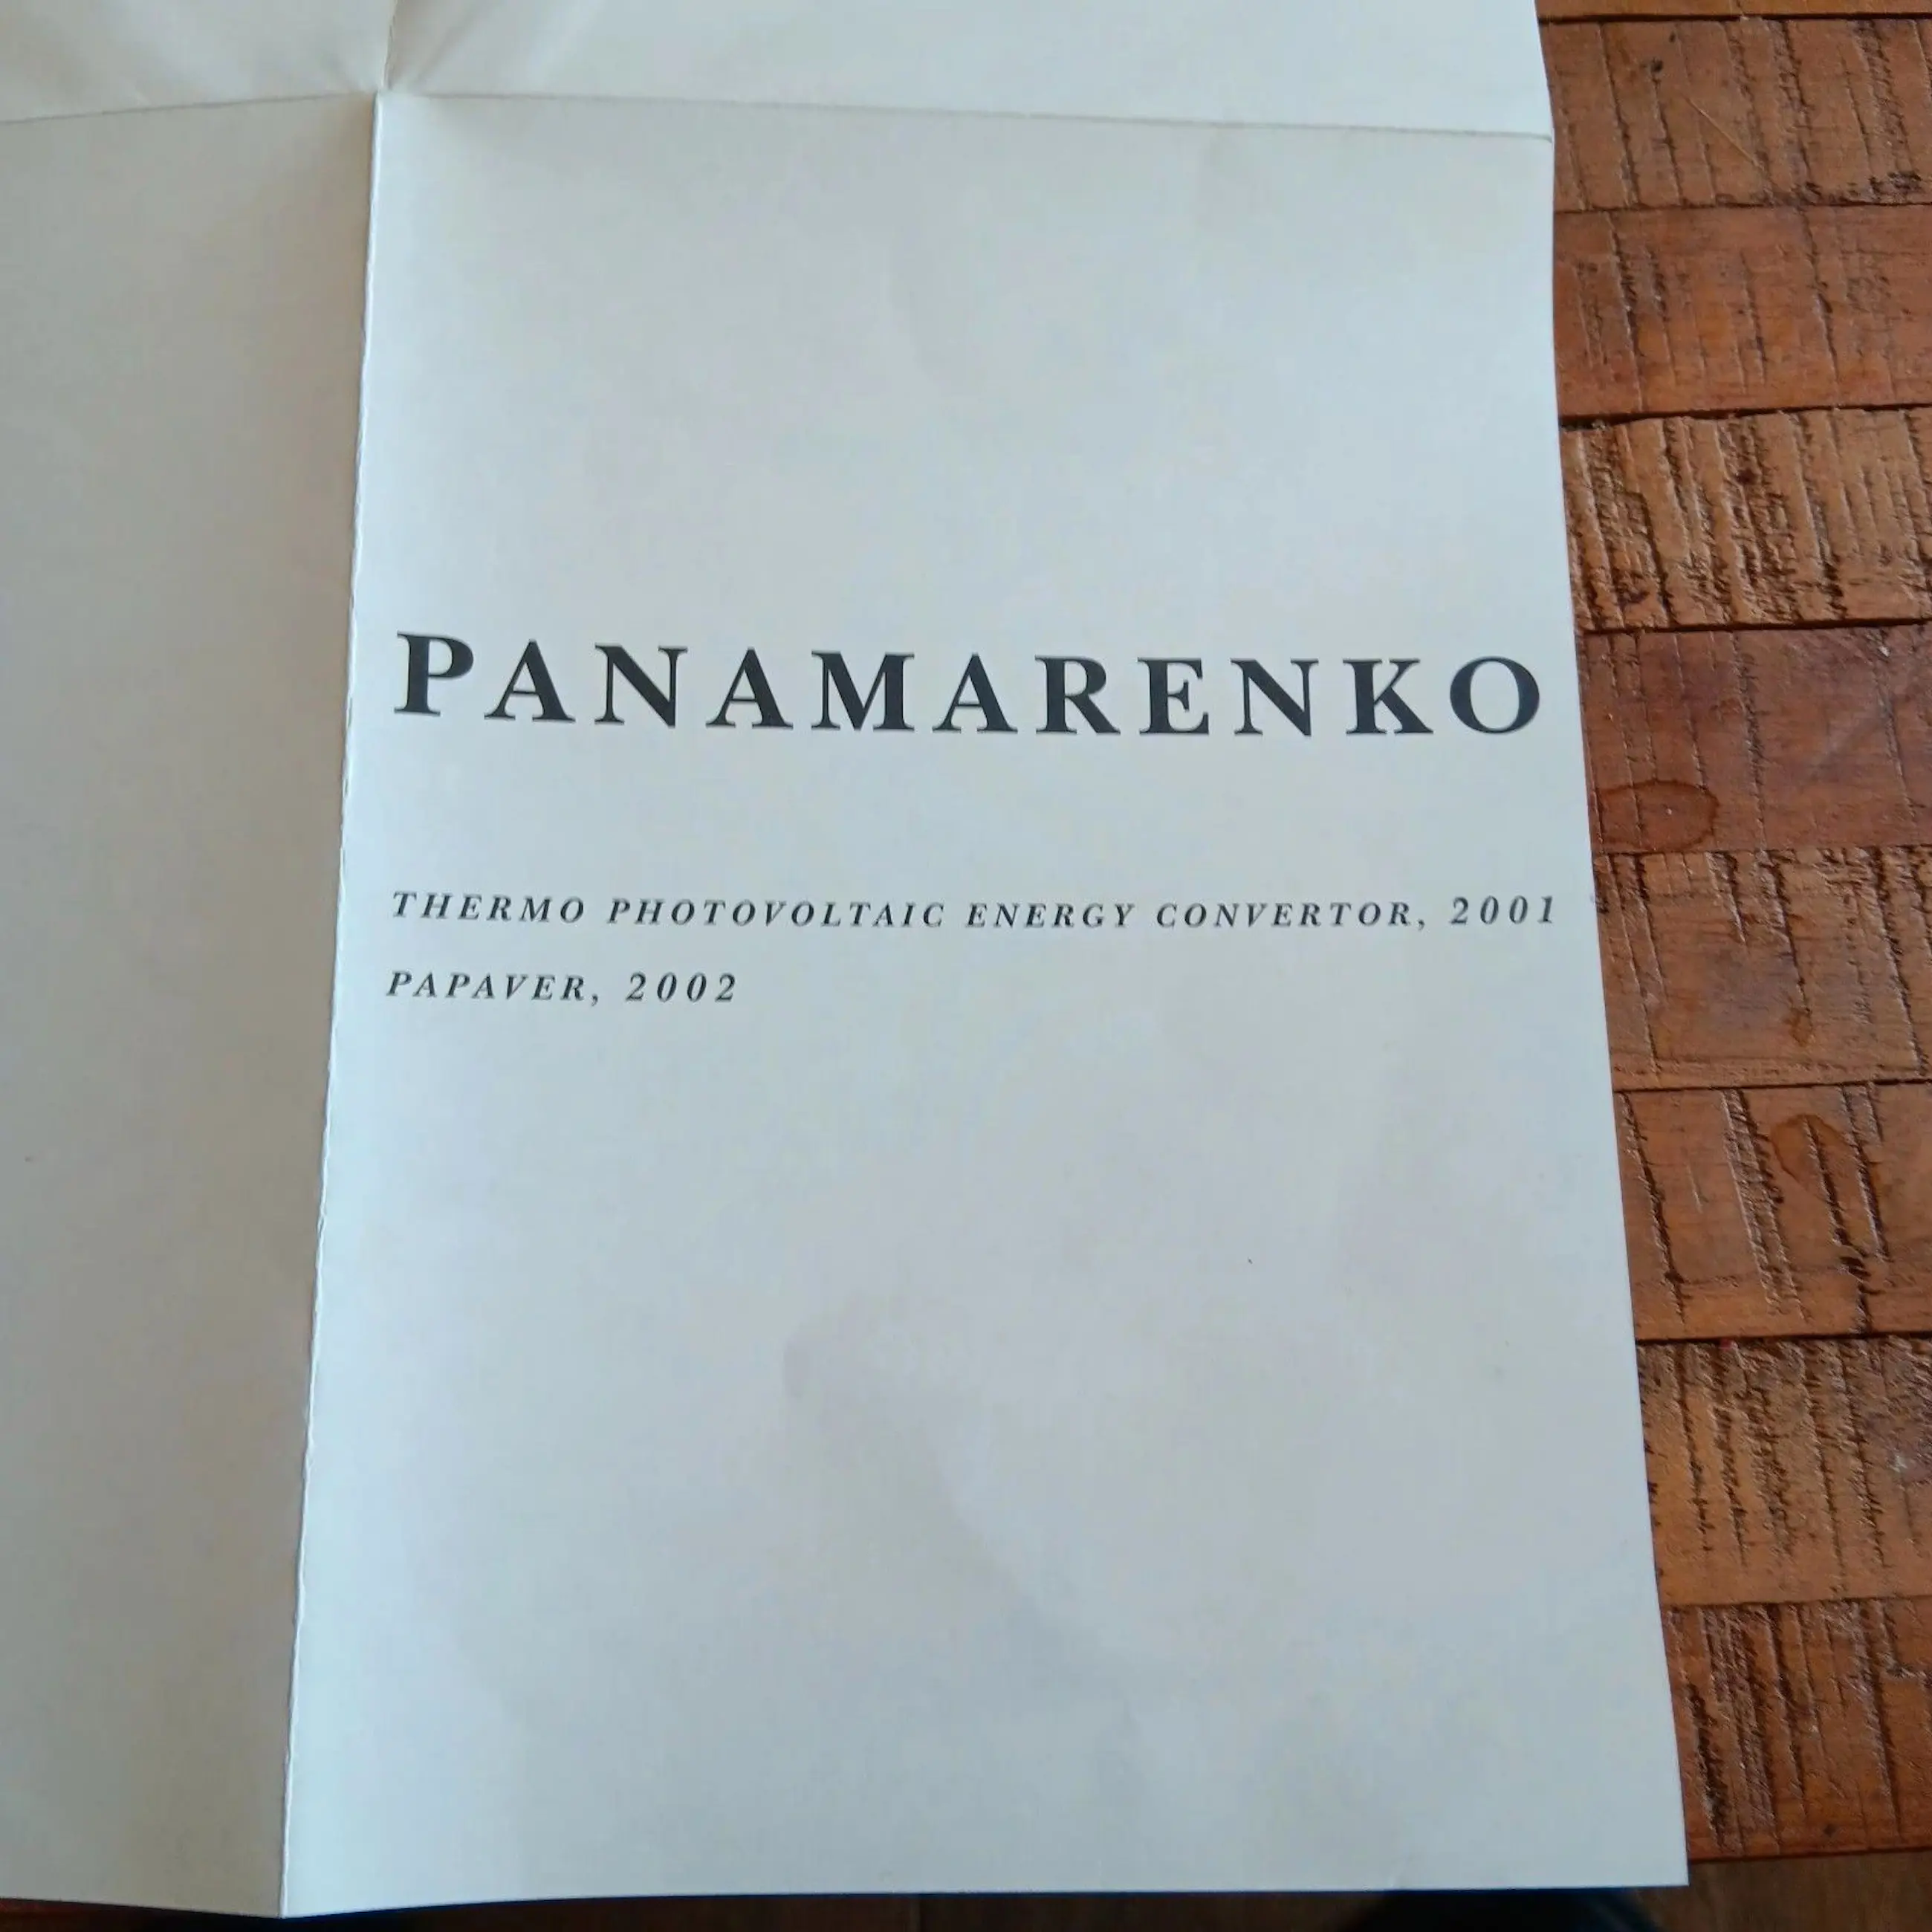 PANAMARENKO
THERMO PHOTOVOLTAIC ENERGY CONVERTOR, 2001
PAPAVER, 2002